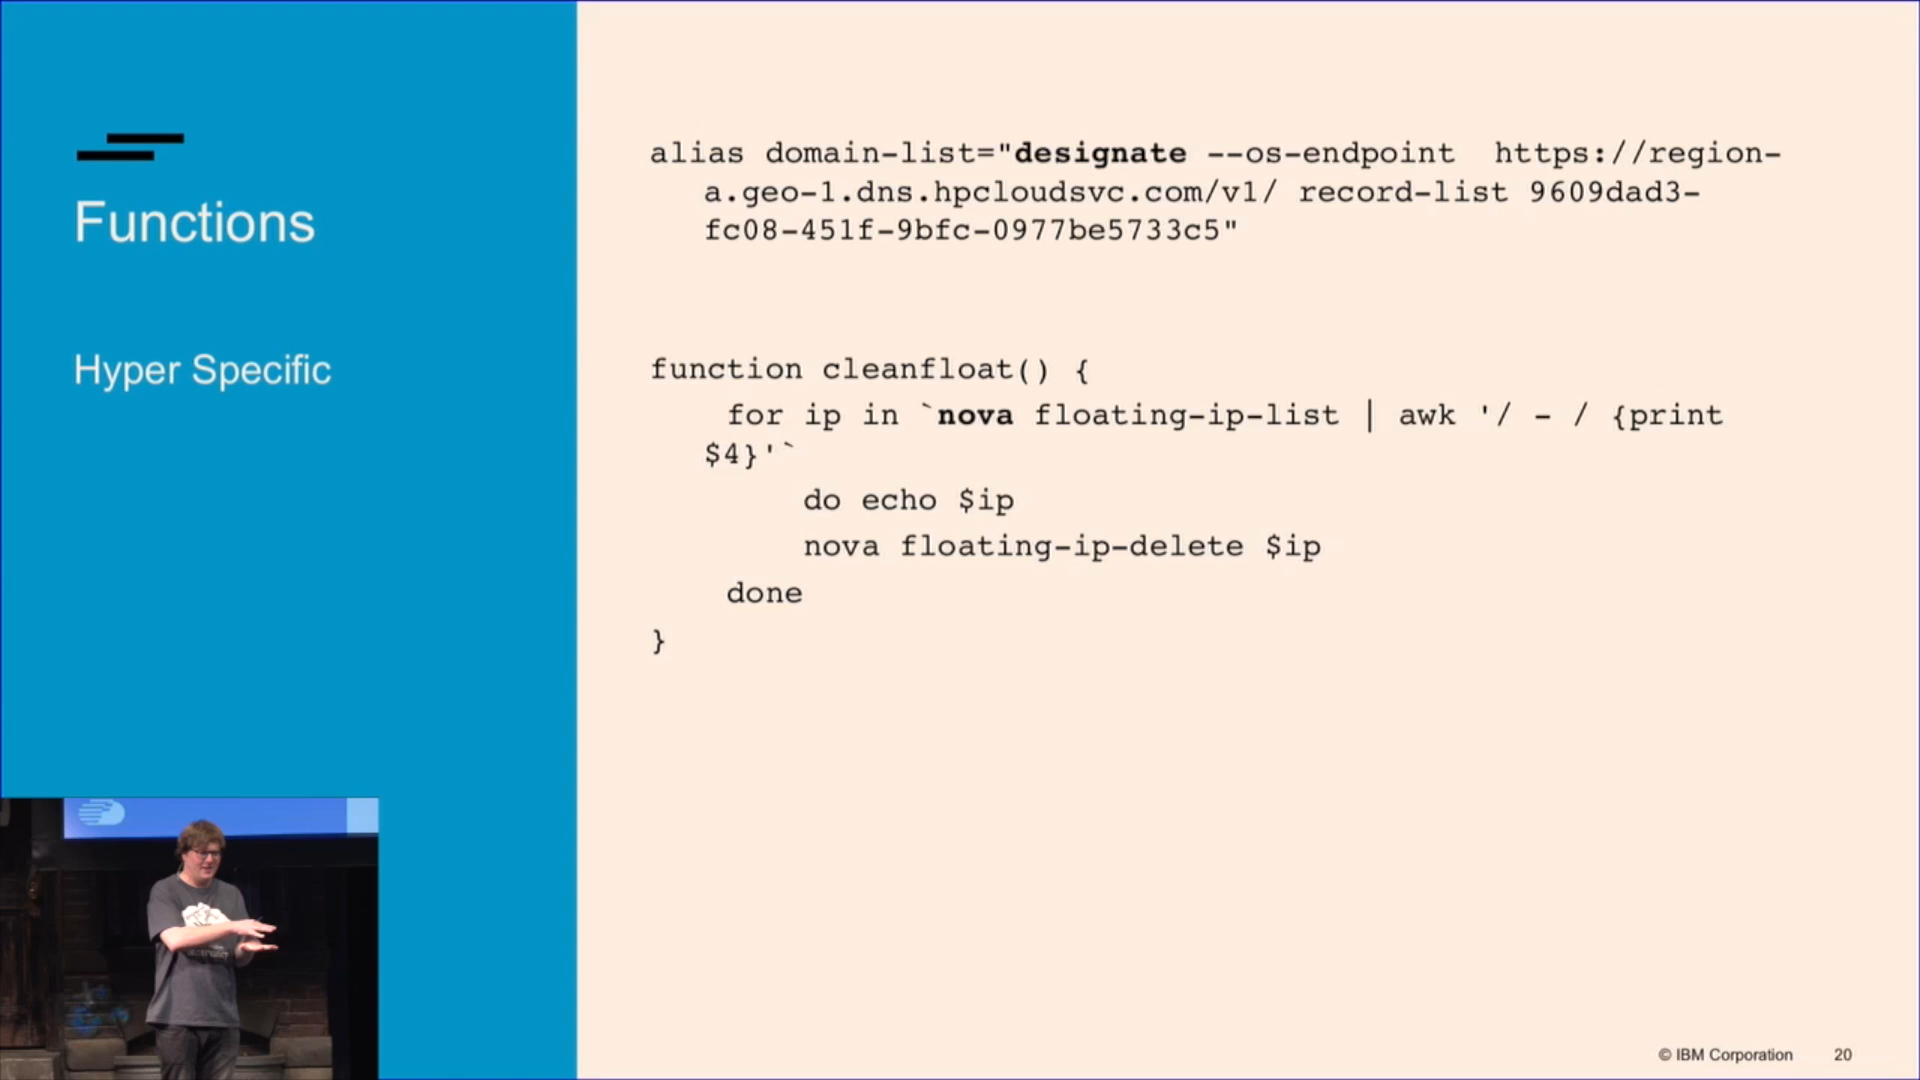 Functions
Hyper Specific
alias domain-list="designate --os-endpoint  https://region-
a.geo-1.dns.hpcloudsvc.com/v1/ record-list 9609dad3-
fc08-451f-9bfc-0977be5733c5"
function cleanfloat() {
for ip in `nova floating-ip-list | awk '/ - / {print
$4}'`
do echo $ip
nova floating-ip-delete $ip
done
}
© IBM Corporation 20